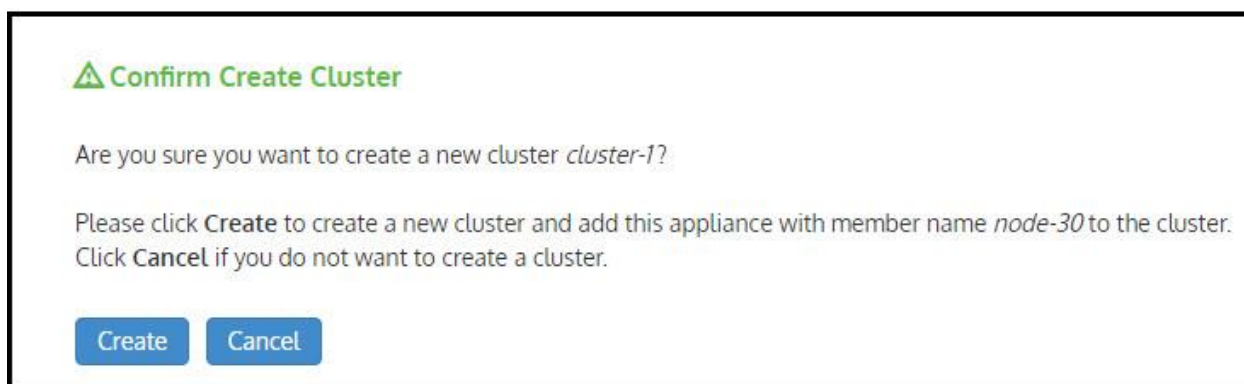 Confirm Create Cluster
Are you sure you want to create a new cluster cluster-1?
Please click Create to create a new cluster and add this appliance with member name node-30 to the cluster.
Click Cancel if you do not want to create a cluster.
Create Cancel